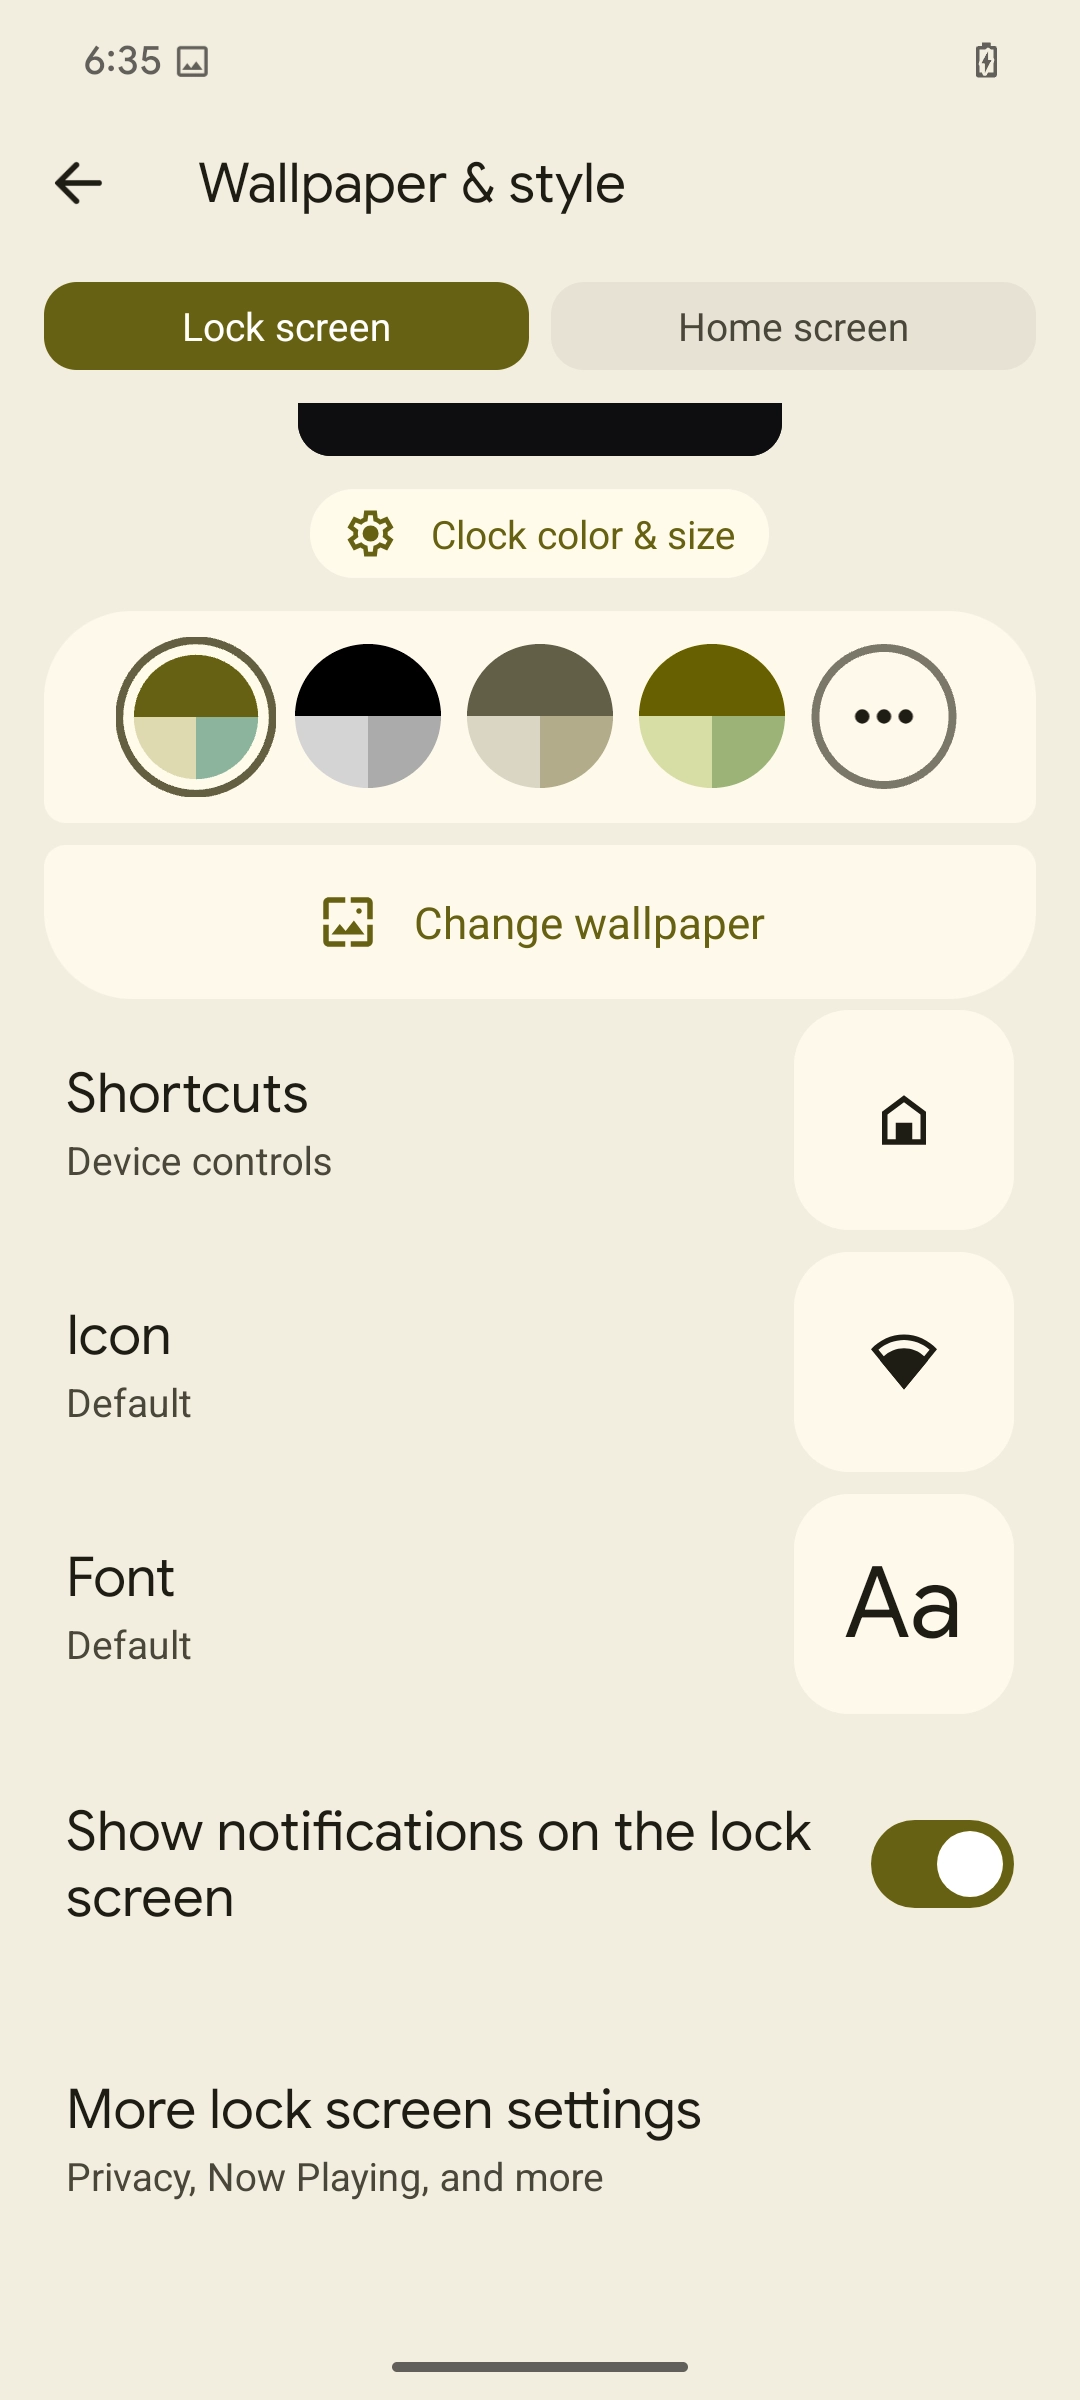 6:35
Wallpaper & style
Lock screen
Home screen
Clock color & size
Change wallpaper
Shortcuts
Device controls
Icon
Default
Font
Default
Aa
Show notifications on the lock
screen
More lock screen settings
Privacy, Now Playing, and more